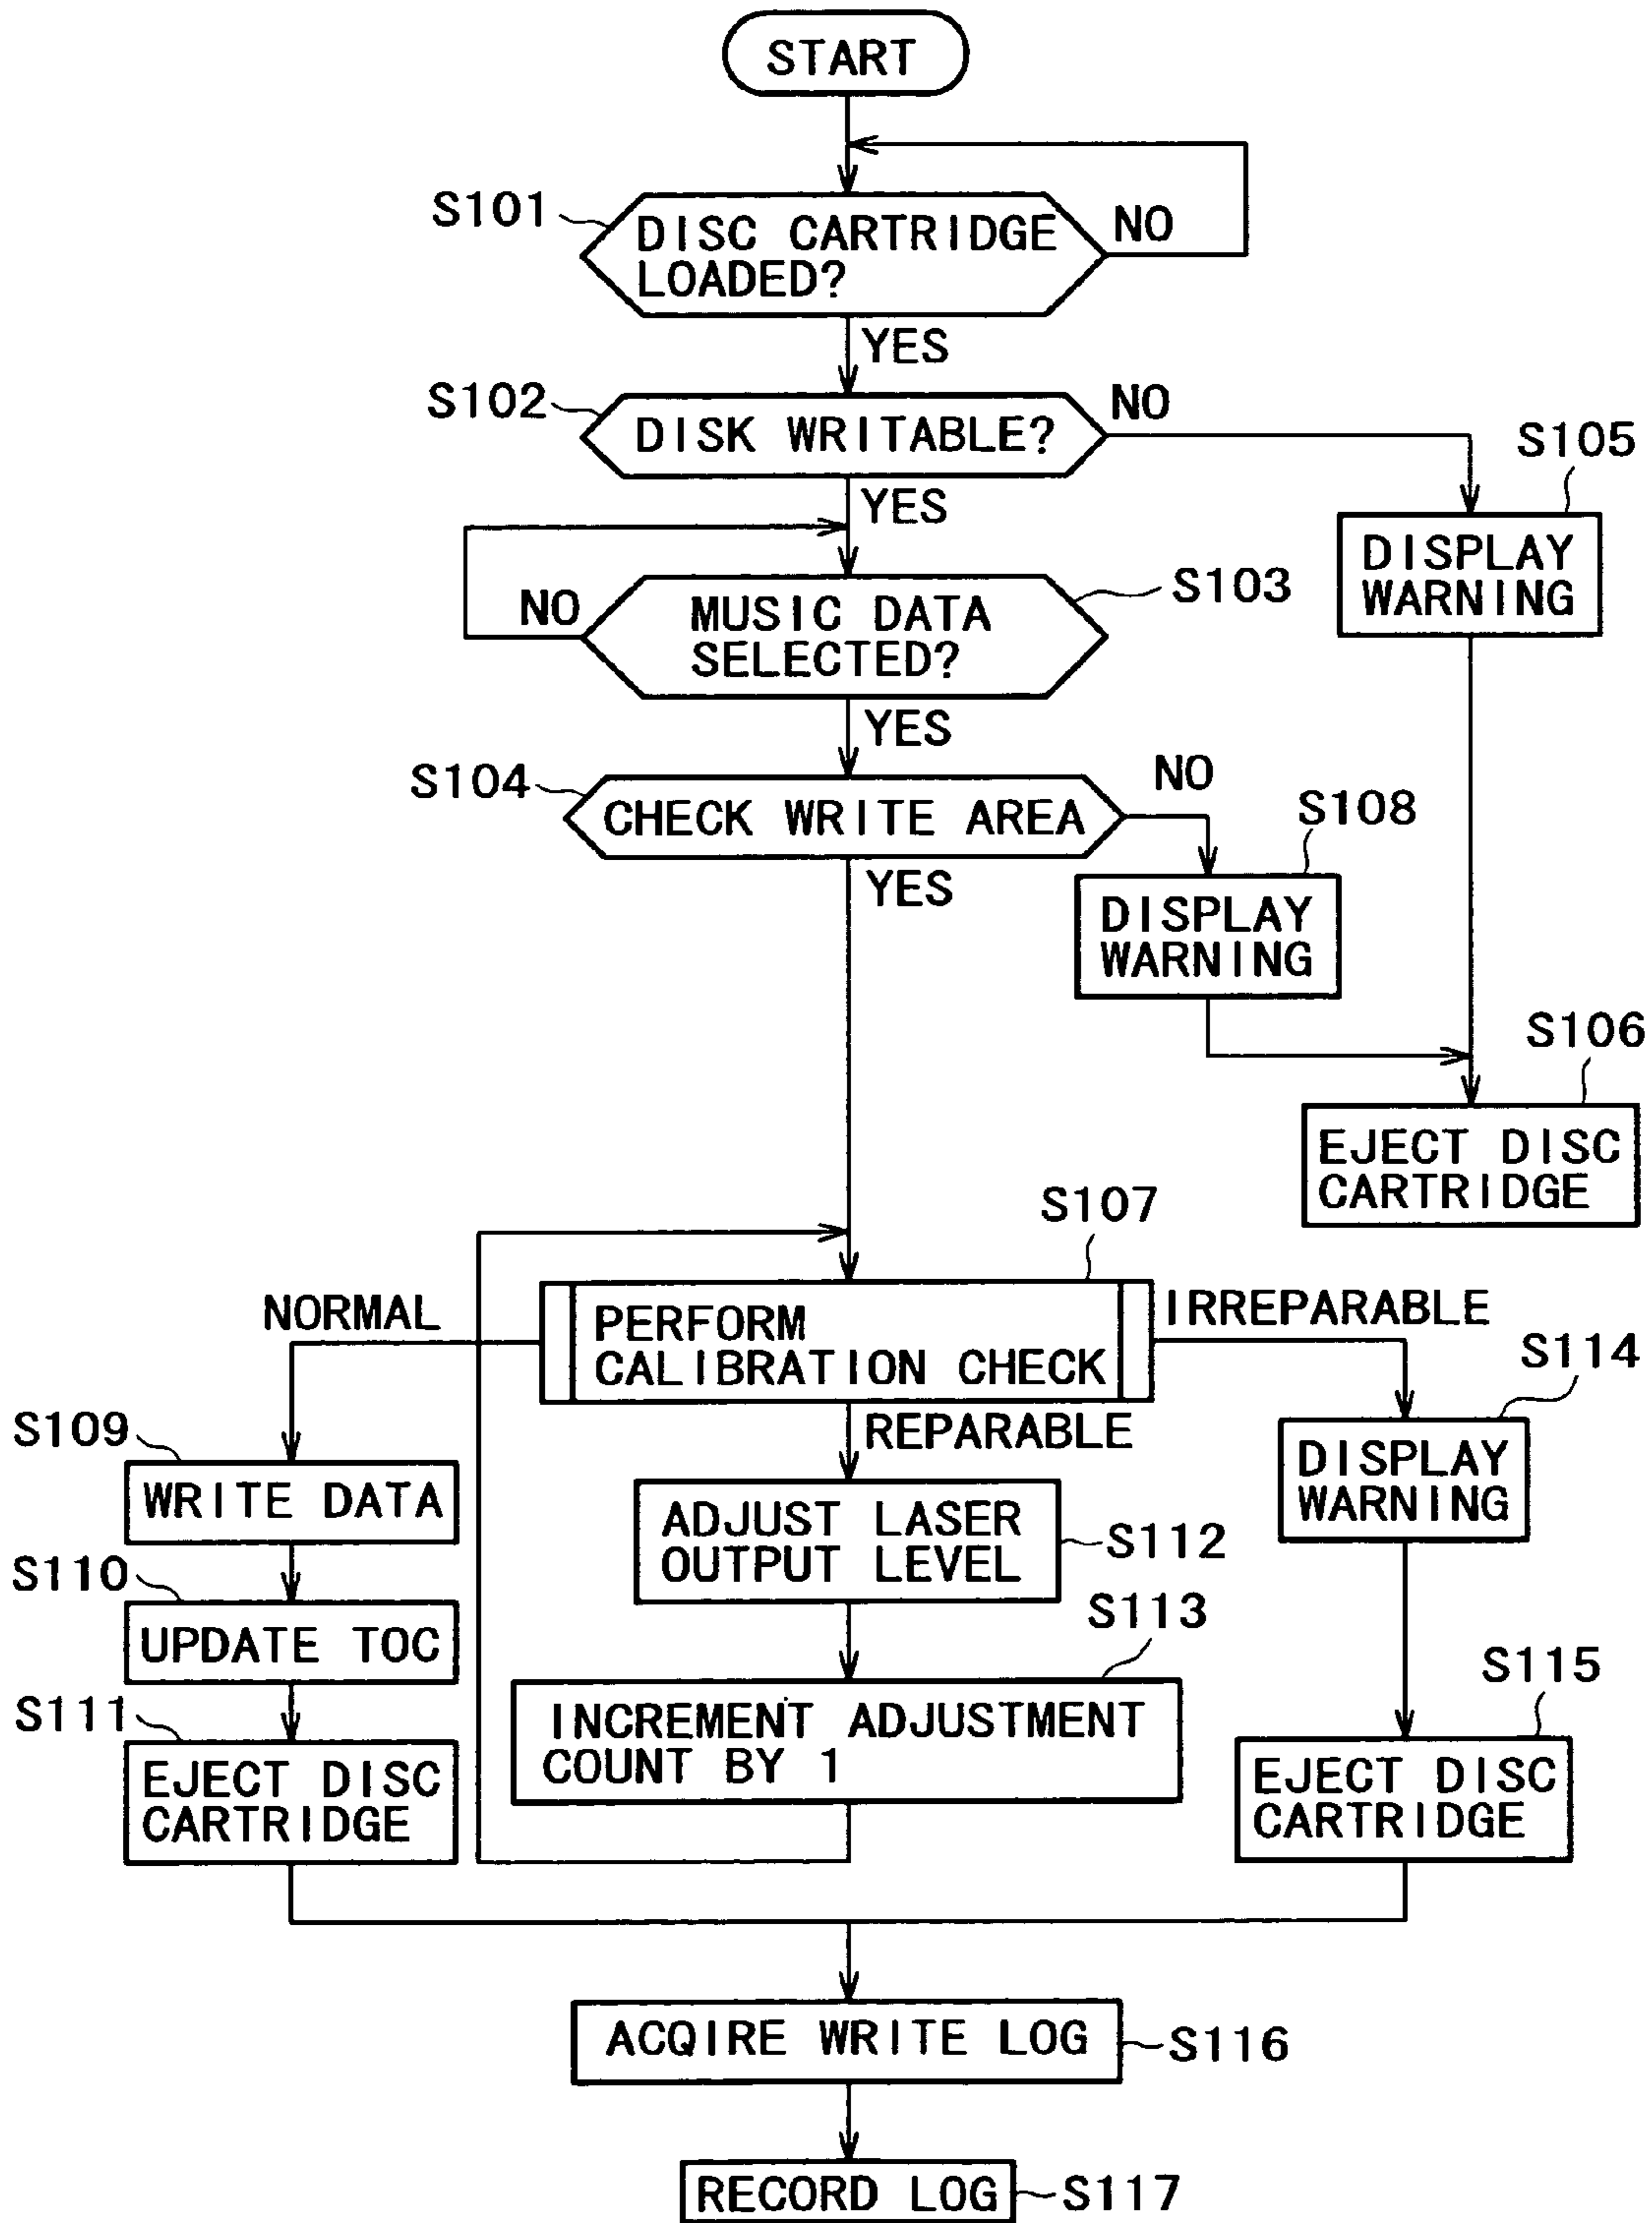 START
S101
DISC CARTRIDGE
LOADED?
NO
YES
S102
DISK WRITABLE?
NO
YES
S105
DISPLAY
WARNING
NO
MUSIC DATA
SELECTED?
S103
YES
S104
CHECK WRITE AREA
NO
YES
S108
DISPLAY
WARNING
S106
EJECT DISC
CARTRIDGE
S107
NORMAL
PERFORM
CALIBRATION CHECK
IRREPARABLE
REPARABLE
S114
DISPLAY
WARNING
S109
WRITE DATA
ADJUST LASER
OUTPUT LEVEL
S112
S110
UPDATE TOC
S113
INCREMENT ADJUSTMENT
COUNT BY 1
S111
EJECT DISC
CARTRIDGE
S115
EJECT DISC
CARTRIDGE
ACQIRE WRITE LOG
S116
RECORD LOG
S117